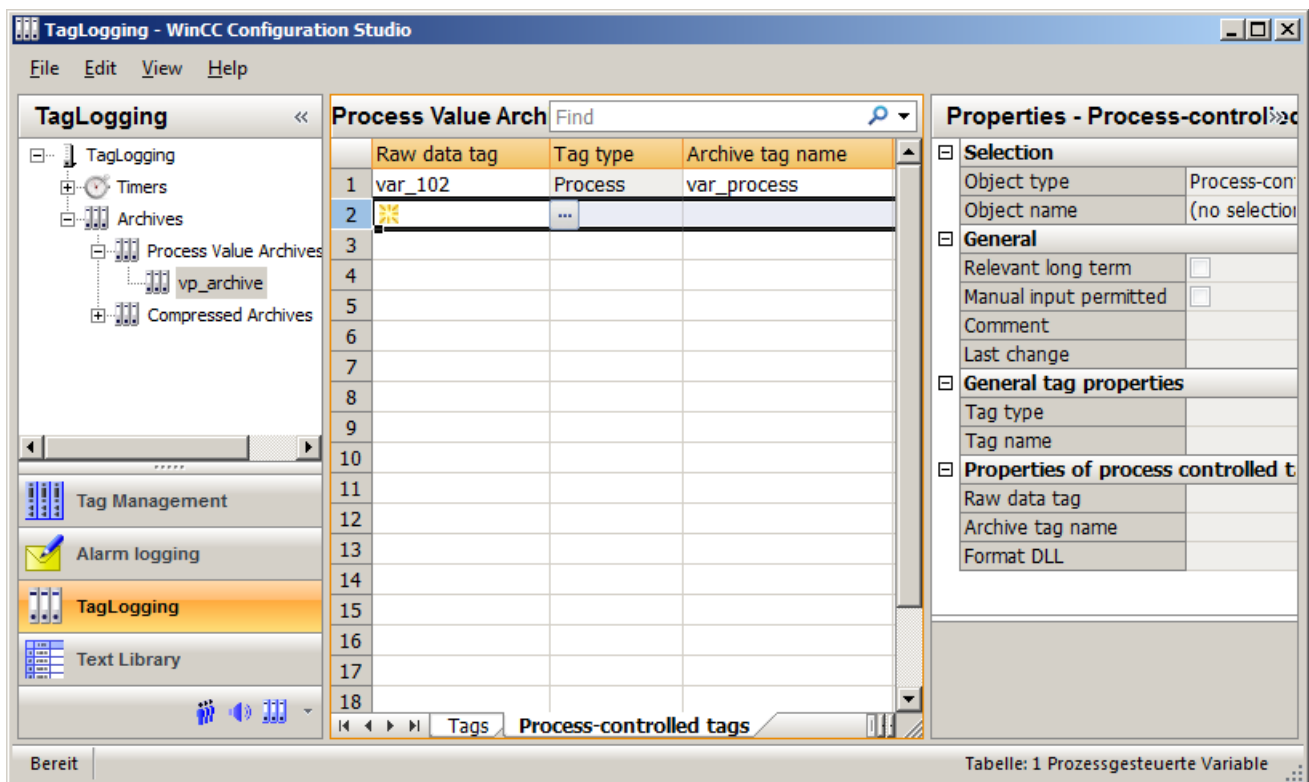 TagLogging - WinCC Configuration Studio
File Edit View Help
TagLogging «
TagLogging
Timers
Archives
Process Value Archives
vp_archive
Compressed Archives
Tag Management
Alarm logging
TagLogging
Text Library
Process Value Arch Find
Raw data tag Tag type Archive tag name
1 var_102 Process var_process
2 ...
3
4
5
6
7
8
9
10
11
12
13
14
15
16
17
18
Tags Process-controlled tags
Properties - Process-control »
Selection
Object type Process-con
Object name (no selection
General
Relevant long term
Manual input permitted
Comment
Last change
General tag properties
Tag type
Tag name
Properties of process controlled t
Raw data tag
Archive tag name
Format DLL
Bereit Tabelle: 1 Prozessgesteuerte Variable